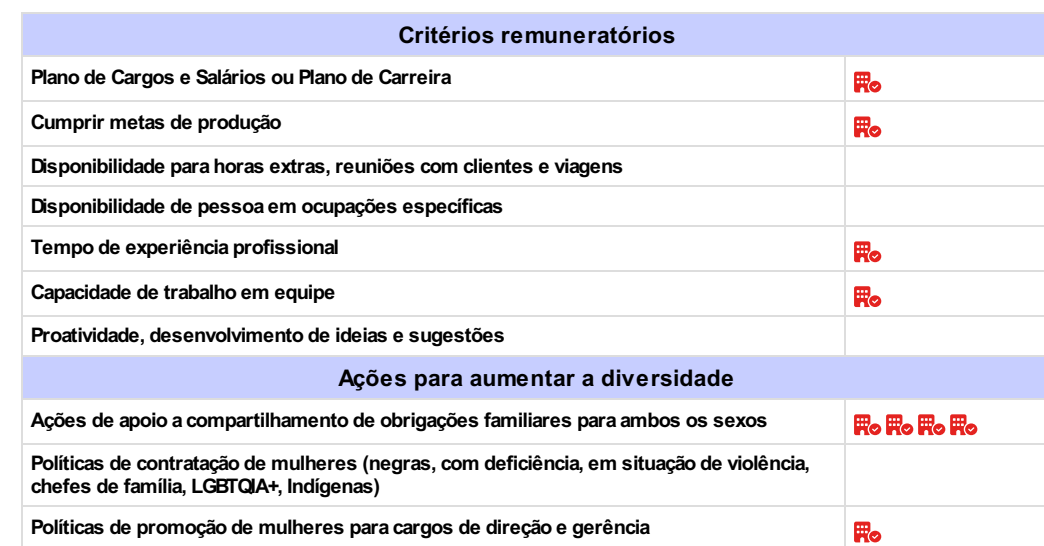 Critérios remuneratórios
Plano de Cargos e Salários ou Plano de Carreira
Cumprir metas de produção
Disponibilidade para horas extras, reuniões com clientes e viagens
Disponibilidade de pessoa em ocupações específicas
Tempo de experiência profissional
Capacidade de trabalho em equipe
Proatividade, desenvolvimento de ideias e sugestões
Ações para aumentar a diversidade
Ações de apoio a compartilhamento de obrigações familiares para ambos os sexos
Políticas de contratação de mulheres (negras, com deficiência, em situação de violência,
chefes de família, LGBTQIA+, Indígenas)
Políticas de promoção de mulheres para cargos de direção e gerência